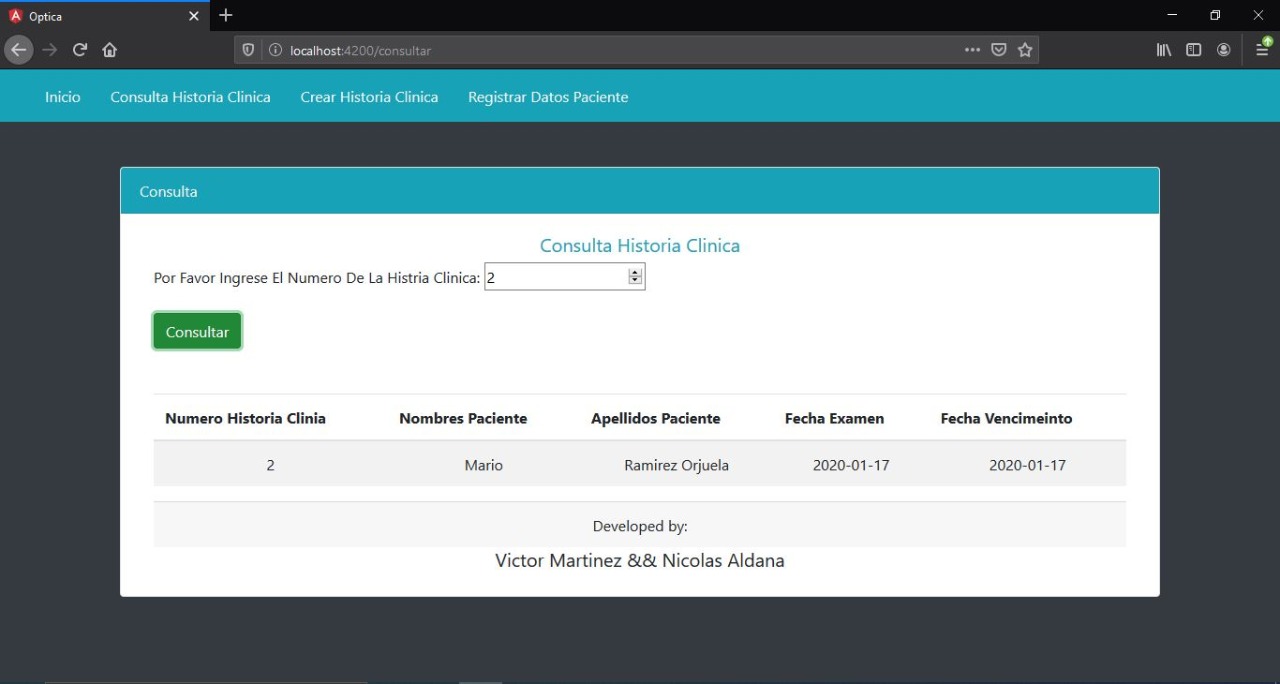 Optica
localhost:4200/consultar
Inicio Consulta Historia Clinica Crear Historia Clinica Registrar Datos Paciente
Consulta
Consulta Historia Clinica
Por Favor Ingrese El Numero De La Histria Clinica: 2
Consultar
Numero Historia Clinia Nombres Paciente Apellidos Paciente Fecha Examen Fecha Vencimeinto
2 Mario Ramirez Orjuela 2020-01-17 2020-01-17
Developed by:
Victor Martinez && Nicolas Aldana